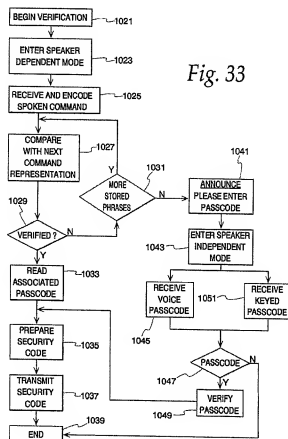 BEGIN VERIFICATION
1021
ENTER SPEAKER
DEPENDENT MODE
1023
Fig. 33
RECEIVE AND ENCODE
SPOKEN COMMAND
1025
COMPARE
WITH NEXT
COMMAND
REPRESENTATION
1027
Y
1031
MORE
STORED
PHRASES
N
1041
ANNOUNCE
PLEASE ENTER
PASSCODE
1029
VERIFIED ?
N
Y
1043
ENTER SPEAKER
INDEPENDENT
MODE
READ
ASSOCIATED
PASSCODE
1033
RECEIVE
VOICE
PASSCODE
1045
1051
RECEIVE
KEYED
PASSCODE
PREPARE
SECURITY
CODE
1035
PASSCODE
N
1047
Y
TRANSMIT
SECURITY
CODE
1037
VERIFY
PASSCODE
1049
END
1039